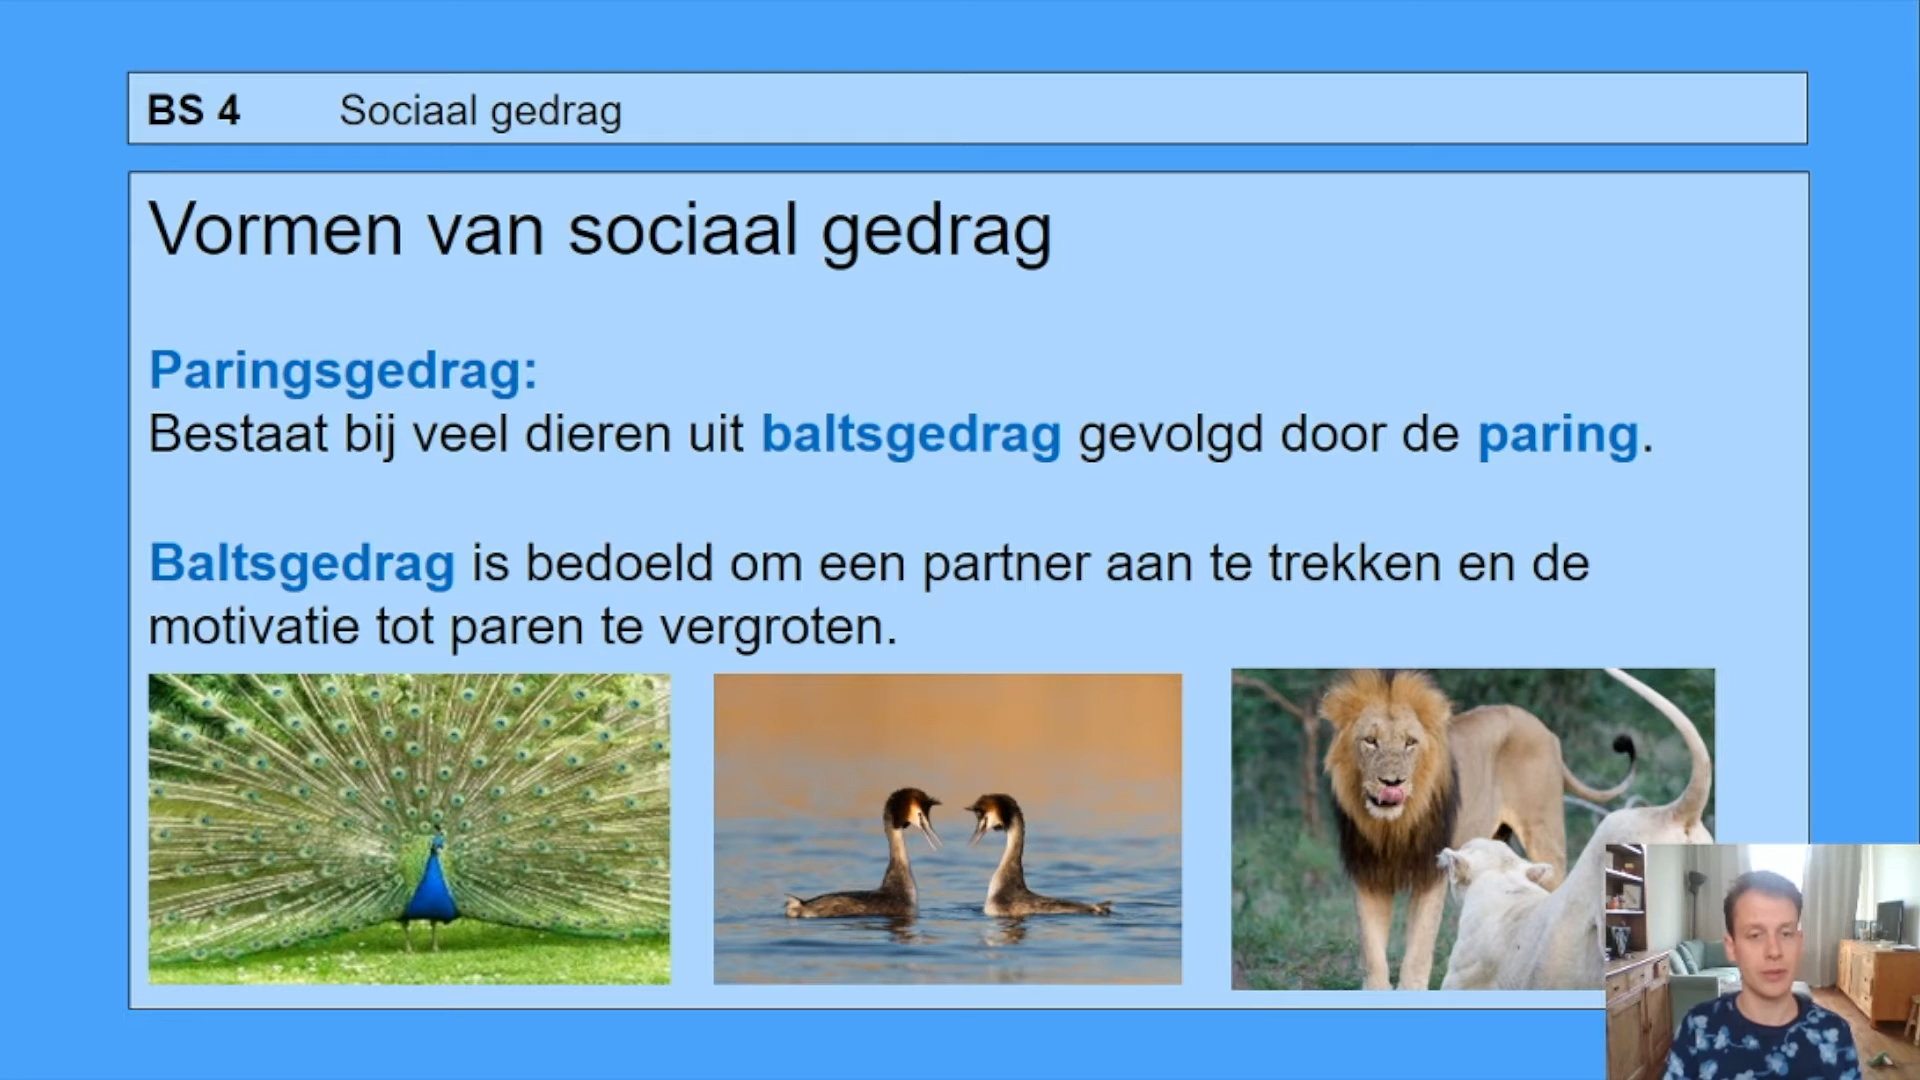 BS 4 Sociaal gedrag
Vormen van sociaal gedrag
Paringsgedrag:
Bestaat bij veel dieren uit baltsgedrag gevolgd door de paring.
Baltsgedrag is bedoeld om een partner aan te trekken en de
motivatie tot paren te vergroten.